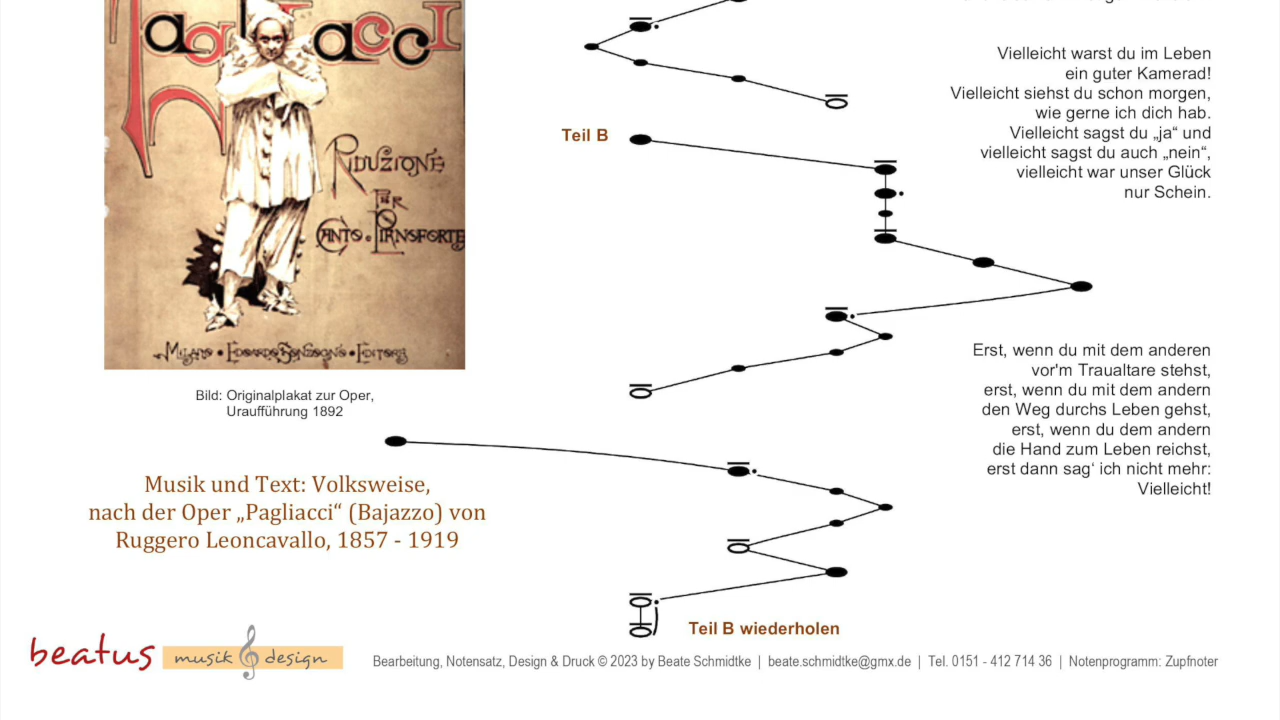 Pagliacci
Riduzione
per
Canto e Pianoforte
Milano • Edoardo Sonzogno • Editore
Bild: Originalplakat zur Oper,
Uraufführung 1892
Musik und Text: Volksweise,
nach der Oper „Pagliacci“ (Bajazzo) von
Ruggero Leoncavallo, 1857 - 1919
Teil B
Teil B wiederholen
Vielleicht warst du im Leben
ein guter Kamerad!
Vielleicht siehst du schon morgen,
wie gerne ich dich hab.
Vielleicht sagst du „ja“ und
vielleicht sagst du auch „nein“,
vielleicht war unser Glück
nur Schein.
Erst, wenn du mit dem anderen
vor'm Traualtare stehst,
erst, wenn du mit dem andern
den Weg durchs Leben gehst,
erst, wenn du dem andern
die Hand zum Leben reichst,
erst dann sag‘ ich nicht mehr:
Vielleicht!
beatus musik design
Bearbeitung, Notensatz, Design & Druck © 2023 by Beate Schmidtke | beate.schmidtke@gmx.de | Tel. 0151 - 412 714 36 | Notenprogramm: Zupfnoter